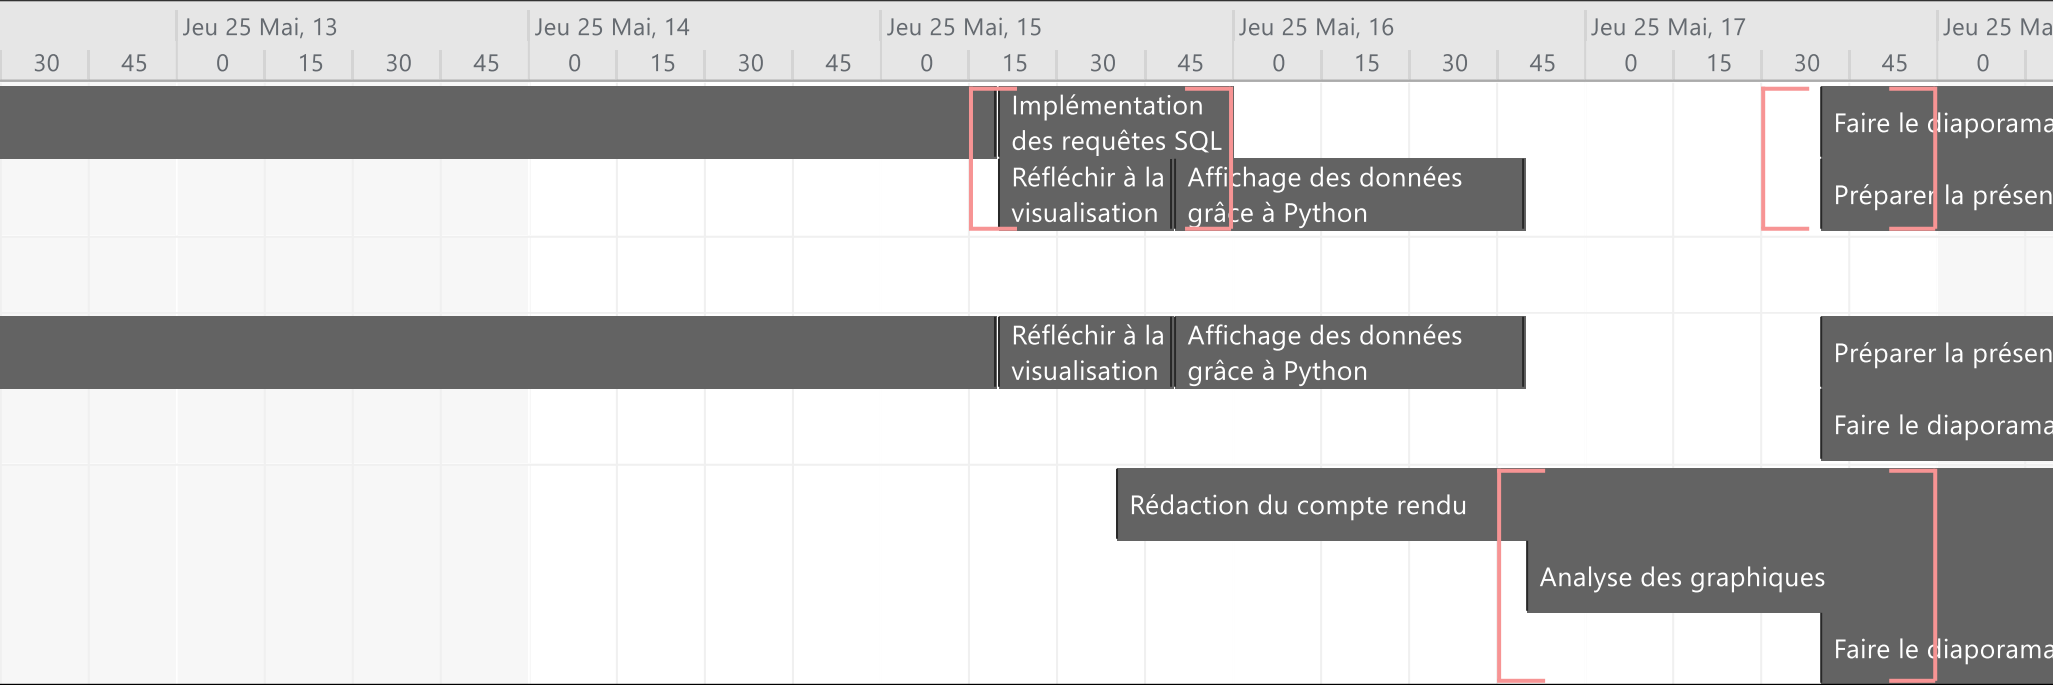 Jeu 25 Mai, 13 Jeu 25 Mai, 14 Jeu 25 Mai, 15 Jeu 25 Mai, 16 Jeu 25 Mai, 17 Jeu 25 Ma
30 45 0 15 30 45 0 15 30 45 0 15 30 45 0 15 30 45 0 15 30 45 0
Implémentation
des requêtes SQL
Faire le diaporama
Réfléchir à la
visualisation
Affichage des données
grâce à Python
Préparer la présen
Réfléchir à la
visualisation
Affichage des données
grâce à Python
Préparer la présen
Faire le diaporama
Rédaction du compte rendu
Analyse des graphiques
Faire le diaporama